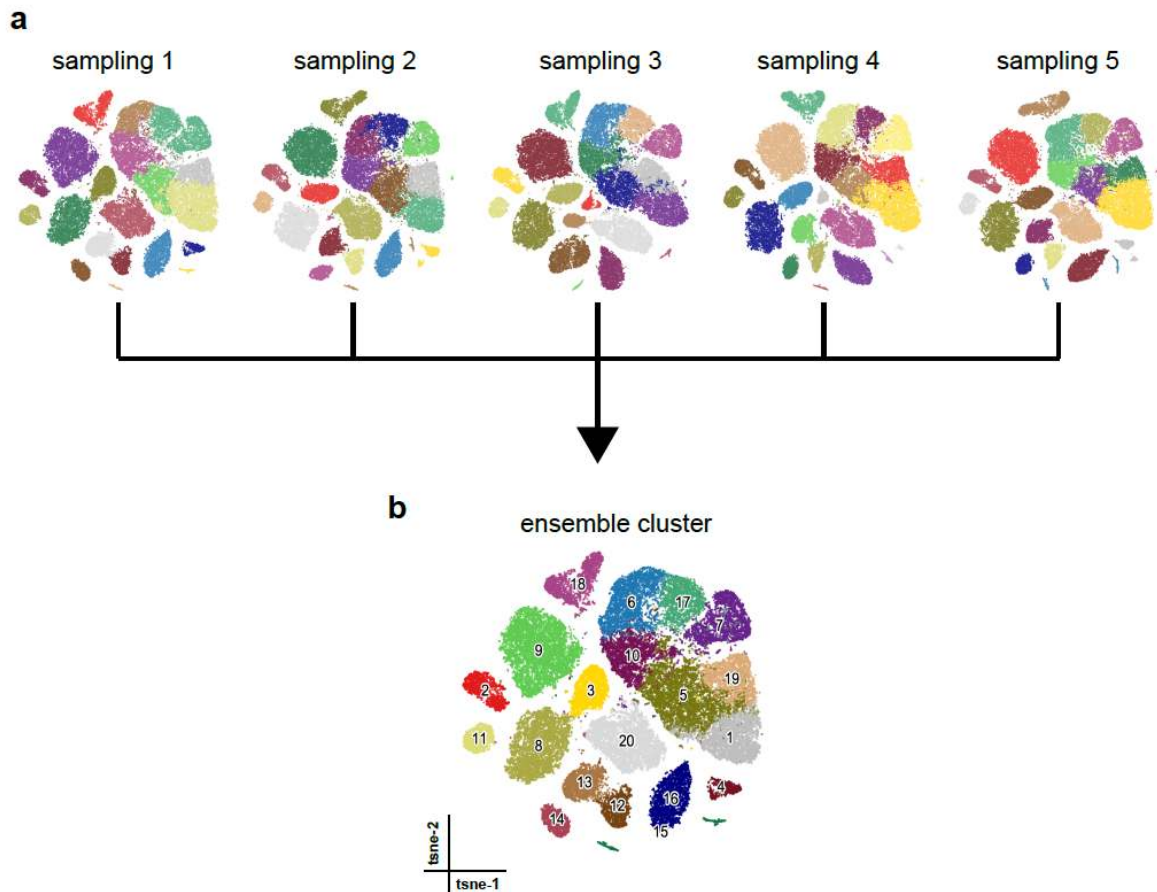 a
sampling 1 sampling 2 sampling 3 sampling 4 sampling 5
b
ensemble cluster
18
6 17
7
9
10
19
2 3 5
11 8 20 1
13
16 4
12
14
15
tsne-2
tsne-1